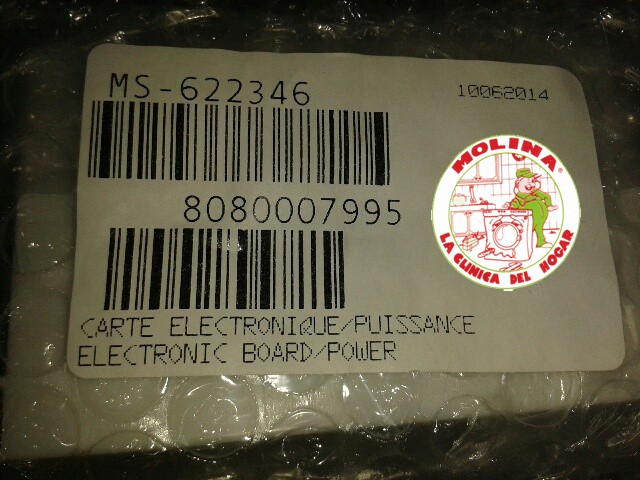 MS-622346
10062014
MOLINA®
LA CLINICA DEL HOGAR
8080007995
CARTE ELECTRONIQUE/PUISSANCE
ELECTRONIC BOARD/POWER